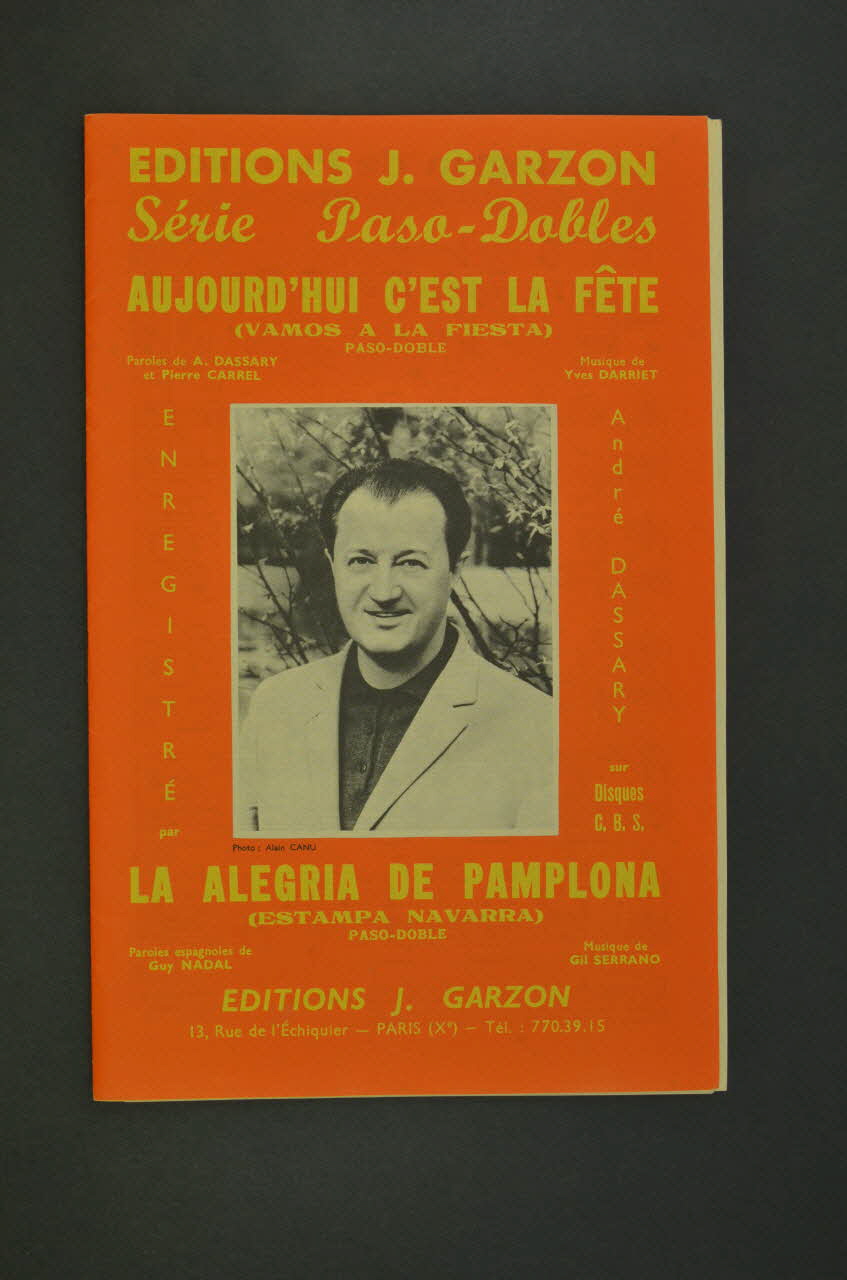 EDITIONS J. GARZON
Série Paso-Dobles
AUJOURD'HUI C'EST LA FÊTE
(VAMOS A LA FIESTA)
PASO-DOBLE
Paroles de A. DASSARY
et Pierre CARREL
Musique de
Yves DARRIET
ENREGISTRÉ
par
André DASSARY
sur
Disques
C. B. S.
Photo : Alain CANU
LA ALEGRIA DE PAMPLONA
(ESTAMPA NAVARRA)
PASO-DOBLE
Paroles espagnoles de
Guy NADAL
Musique de
Gil SERRANO
EDITIONS J. GARZON
13, Rue de l'Échiquier — PARIS (Xe) — Tél. : 770.39.15